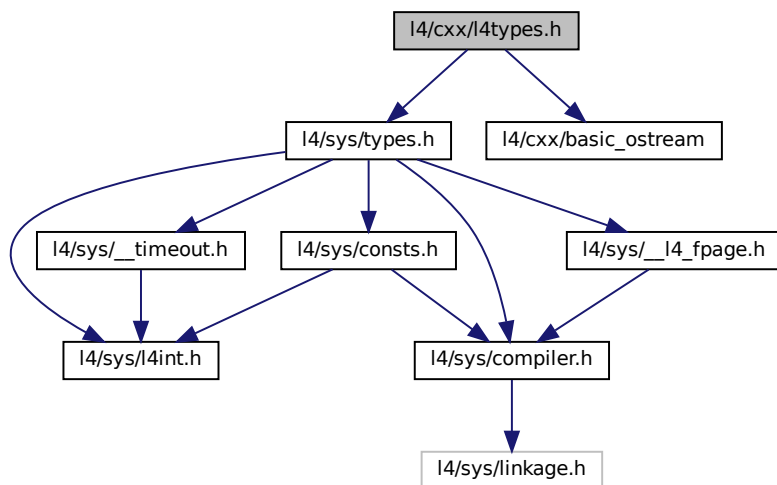 l4/cxx/l4types.h
l4/sys/types.h
l4/cxx/basic_ostream
l4/sys/__timeout.h
l4/sys/consts.h
l4/sys/__l4_fpage.h
l4/sys/l4int.h
l4/sys/compiler.h
l4/sys/linkage.h